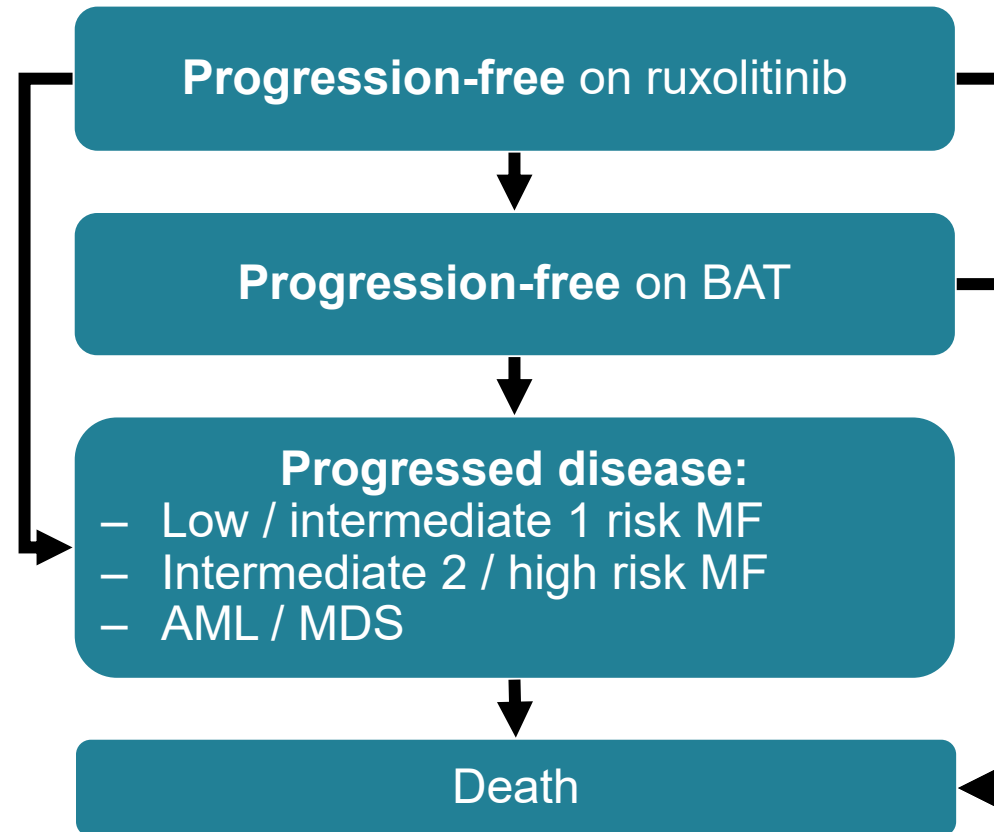 Progression-free on ruxolitinib
Progression-free on BAT
Progressed disease:
– Low / intermediate 1 risk MF
– Intermediate 2 / high risk MF
– AML / MDS
Death